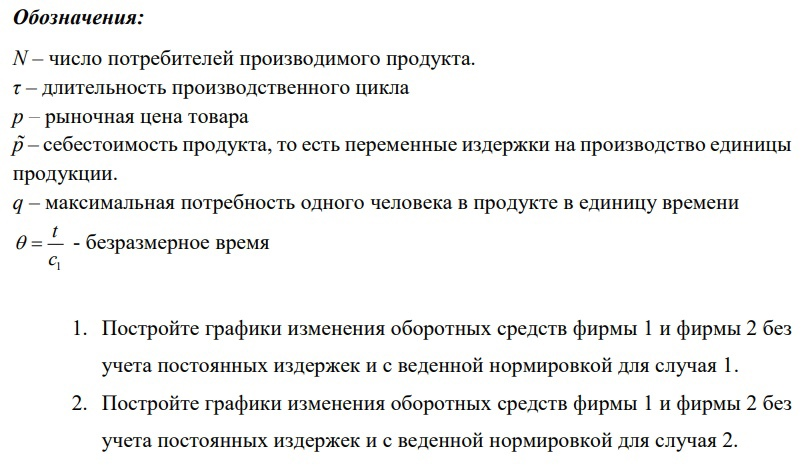 Обозначения:
N – число потребителей производимого продукта.
τ – длительность производственного цикла
p – рыночная цена товара
p̃ – себестоимость продукта, то есть переменные издержки на производство единицы
продукции.
q – максимальная потребность одного человека в продукте в единицу времени
θ = t/c₁ - безразмерное время
1. Постройте графики изменения оборотных средств фирмы 1 и фирмы 2 без
учета постоянных издержек и с веденной нормировкой для случая 1.
2. Постройте графики изменения оборотных средств фирмы 1 и фирмы 2 без
учета постоянных издержек и с веденной нормировкой для случая 2.